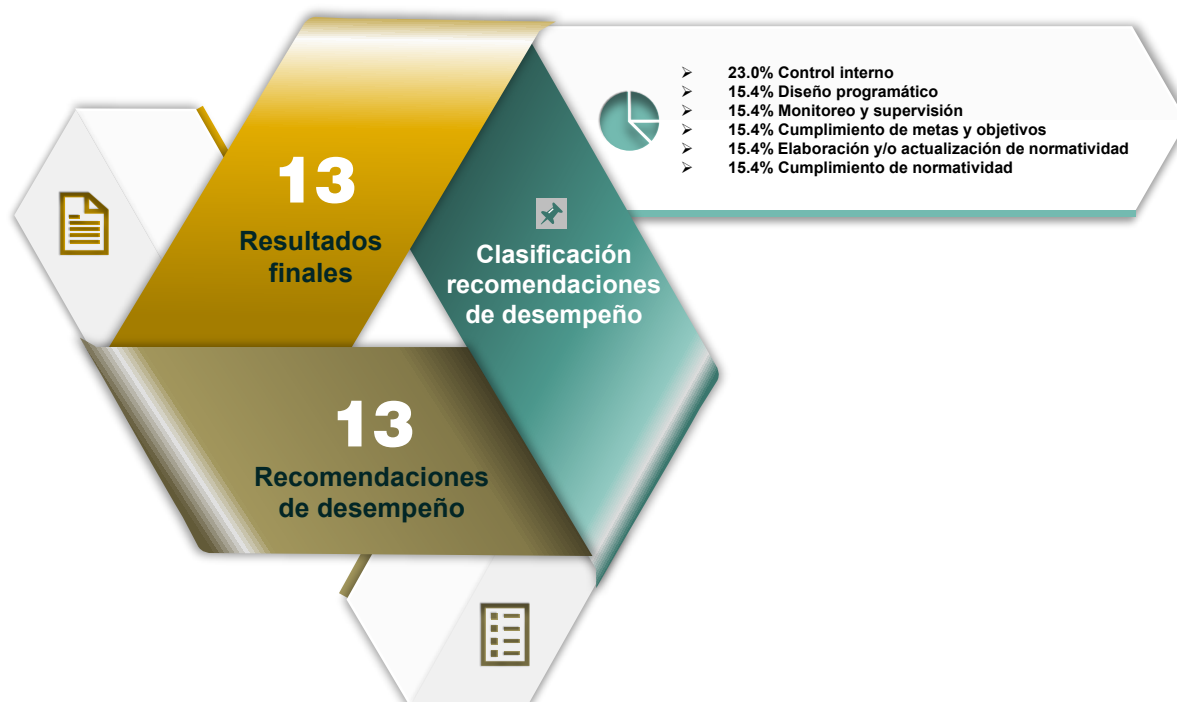 13
Resultados
finales
13
Recomendaciones
de desempeño
Clasificación
recomendaciones
de desempeño
➢ 23.0% Control interno
➢ 15.4% Diseño programático
➢ 15.4% Monitoreo y supervisión
➢ 15.4% Cumplimiento de metas y objetivos
➢ 15.4% Elaboración y/o actualización de normatividad
➢ 15.4% Cumplimiento de normatividad